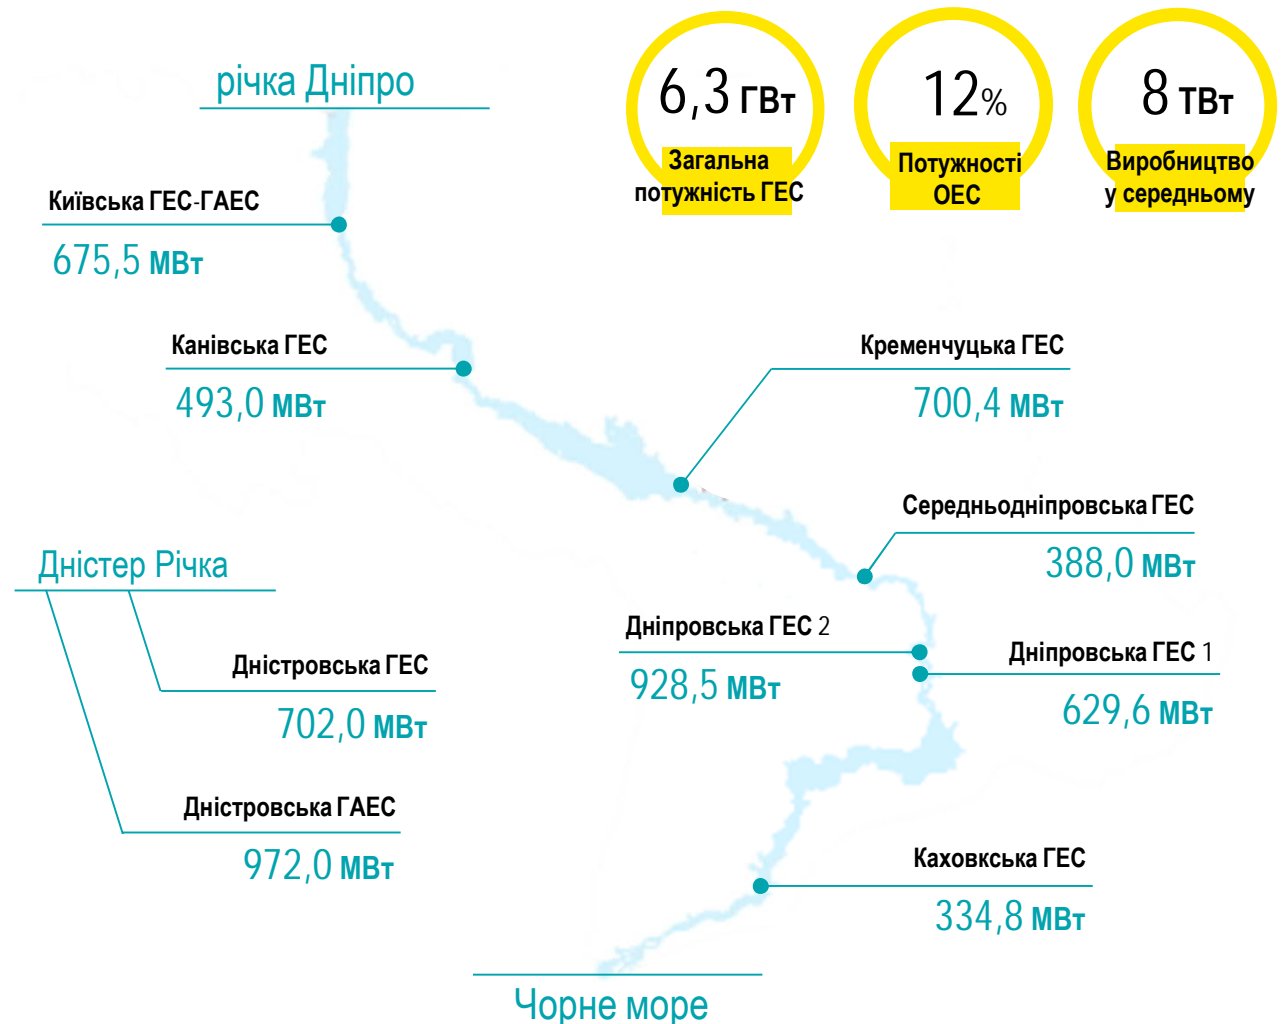 річка Дніпро
6,3 ГВт
Загальна
потужність ГЕС
12%
Потужності
ОЕС
8 ТВт
Виробництво
у середньому
Київська ГЕС-ГАЕС
675,5 МВт
Канівська ГЕС
493,0 МВт
Кременчуцька ГЕС
700,4 МВт
Середньодніпровська ГЕС
388,0 МВт
Дністер Річка
Дністровська ГЕС
702,0 МВт
Дністровська ГАЕС
972,0 МВт
Дніпровська ГЕС 2
928,5 МВт
Дніпровська ГЕС 1
629,6 МВт
Каховкська ГЕС
334,8 МВт
Чорне море